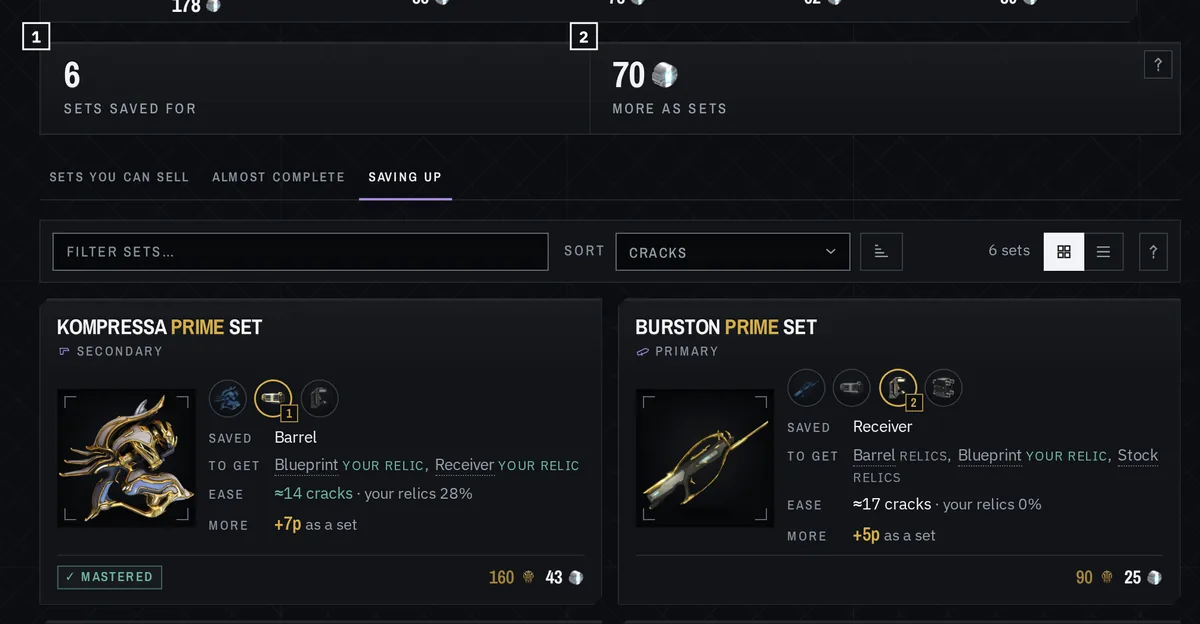 178
1
2
6
70
?
SETS SAVED FOR
MORE AS SETS
SETS YOU CAN SELL ALMOST COMPLETE SAVING UP
FILTER SETS...
SORT
CRACKS
6 sets
?
KOMPRESSA PRIME SET
SECONDARY
1
SAVED Barrel
TO GET Blueprint YOUR RELIC, Receiver YOUR RELIC
EASE ≈14 cracks · your relics 28%
MORE +7p as a set
✓ MASTERED
160 43
BURSTON PRIME SET
PRIMARY
2
SAVED Receiver
TO GET Barrel RELICS, Blueprint YOUR RELIC, Stock
RELICS
EASE ≈17 cracks · your relics 0%
MORE +5p as a set
90 25